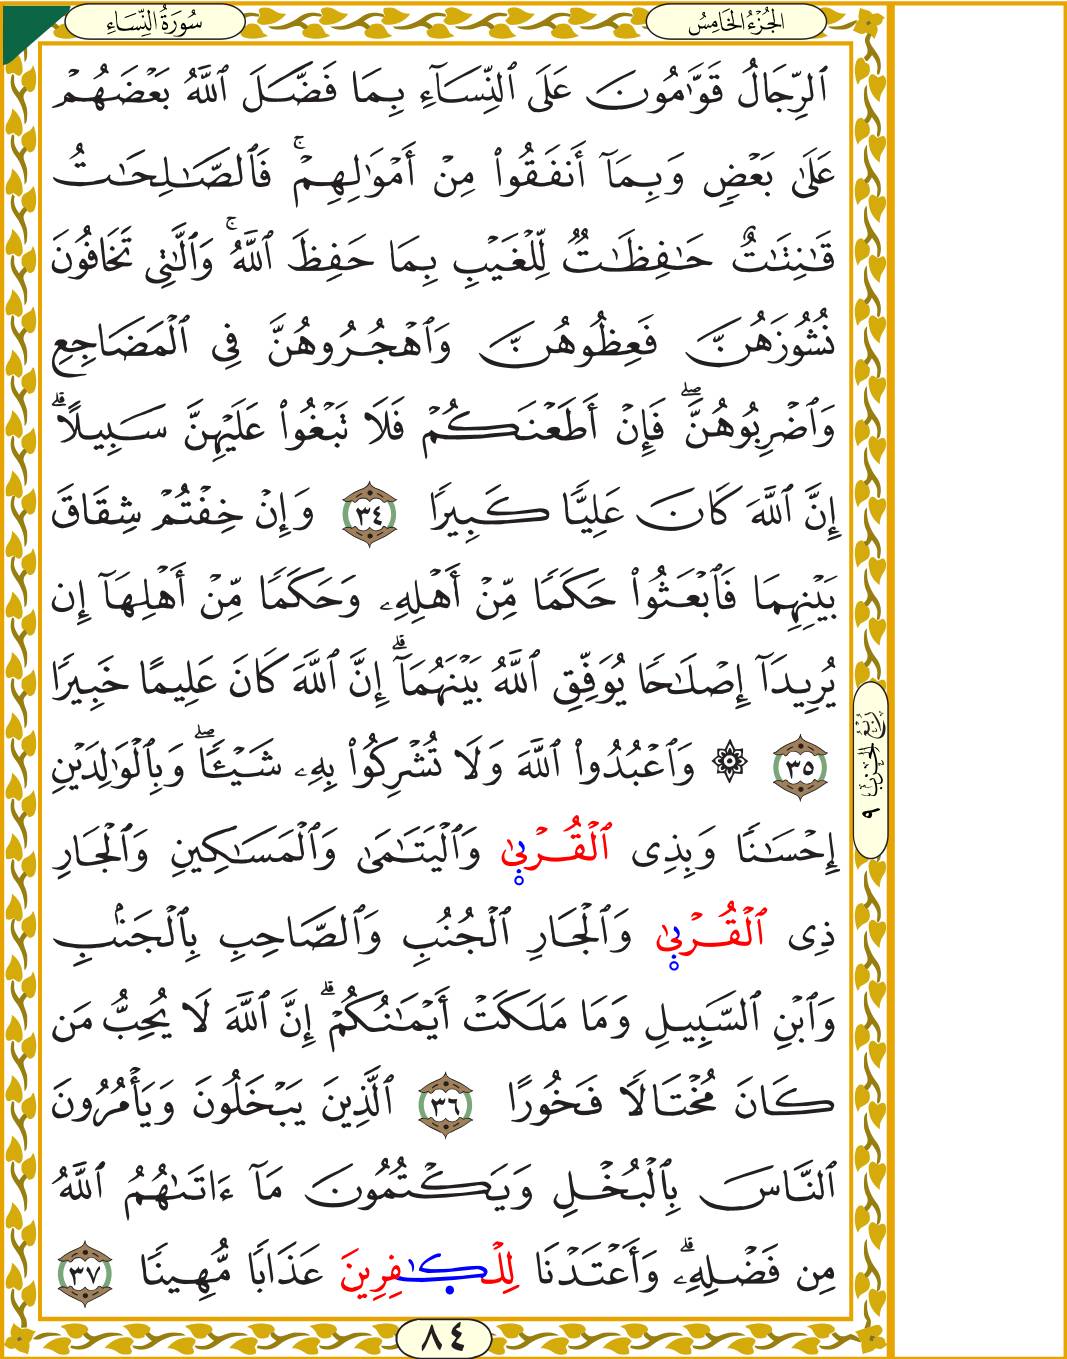 سُورَةُ النِّسَاءِ
الجُزْءُ الخَامِسُ
ٱلرِّجَالُ قَوَّٰمُونَ عَلَى ٱلنِّسَآءِ بِمَا فَضَّلَ ٱللَّهُ بَعْضَهُمْ
عَلَىٰ بَعْضٍ وَبِمَآ أَنفَقُوا۟ مِنْ أَمْوَٰلِهِمْ ۚ فَٱلصَّٰلِحَٰتُ
قَٰنِتَٰتٌ حَٰفِظَٰتٌ لِّلْغَيْبِ بِمَا حَفِظَ ٱللَّهُ ۚ وَٱلَّٰتِى تَخَافُونَ
نُشُوزَهُنَّ فَعِظُوهُنَّ وَٱهْجُرُوهُنَّ فِى ٱلْمَضَاجِعِ
وَٱضْرِبُوهُنَّ ۖ فَإِنْ أَطَعْنَكُمْ فَلَا تَبْغُوا۟ عَلَيْهِنَّ سَبِيلًا ۗ
إِنَّ ٱللَّهَ كَانَ عَلِيًّا كَبِيرًا ٣٤ وَإِنْ خِفْتُمْ شِقَاقَ
بَيْنِهِمَا فَٱبْعَثُوا۟ حَكَمًا مِّنْ أَهْلِهِۦ وَحَكَمًا مِّنْ أَهْلِهَآ إِن
يُرِيدَآ إِصْلَٰحًا يُوَفِّقِ ٱللَّهُ بَيْنَهُمَآ ۗ إِنَّ ٱللَّهَ كَانَ عَلِيمًا خَبِيرًا
٣٥ ۞ وَٱعْبُدُوا۟ ٱللَّهَ وَلَا تُشْرِكُوا۟ بِهِۦ شَيْـًٔا ۖ وَبِٱلْوَٰلِدَيْنِ
إِحْسَٰنًا وَبِذِى ٱلْقُرْبَىٰ وَٱلْيَتَٰمَىٰ وَٱلْمَسَٰكِينِ وَٱلْجَارِ
ذِى ٱلْقُرْبَىٰ وَٱلْجَارِ ٱلْجُنُبِ وَٱلصَّاحِبِ بِٱلْجَنۢبِ
وَٱبْنِ ٱلسَّبِيلِ وَمَا مَلَكَتْ أَيْمَٰنُكُمْ ۗ إِنَّ ٱللَّهَ لَا يُحِبُّ مَن
كَانَ مُخْتَالًا فَخُورًا ٣٦ ٱلَّذِينَ يَبْخَلُونَ وَيَأْمُرُونَ
ٱلنَّاسَ بِٱلْبُخْلِ وَيَكْتُمُونَ مَآ ءَاتَىٰهُمُ ٱللَّهُ
مِن فَضْلِهِۦ ۗ وَأَعْتَدْنَا لِلْكَٰفِرِينَ عَذَابًا مُّهِينًا ٣٧
رُبْعُ الحِزْبِ ٩
٨٤